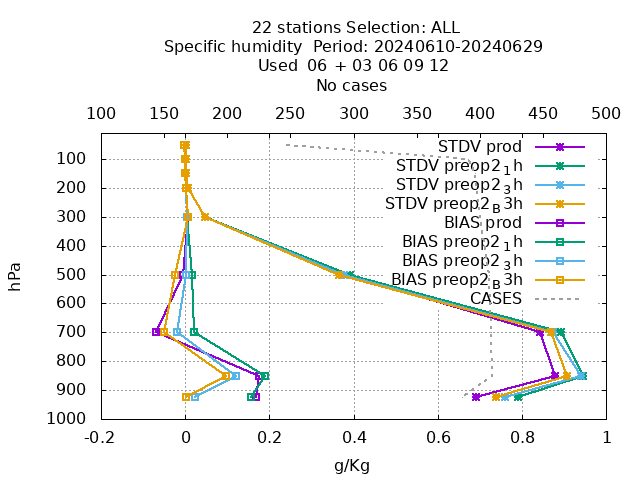 22 stations Selection: ALL
Specific humidity  Period: 20240610-20240629
Used  06 + 03 06 09 12
No cases
100 150 200 250 300 350 400 450 500
STDV prod
STDV preop2₁h
STDV preop2₃h
STDV preop2_B3h
BIAS prod
BIAS preop2₁h
BIAS preop2₃h
BIAS preop2_B3h
CASES
hPa
100
200
300
400
500
600
700
800
900
1000
-0.2 0 0.2 0.4 0.6 0.8 1
g/Kg